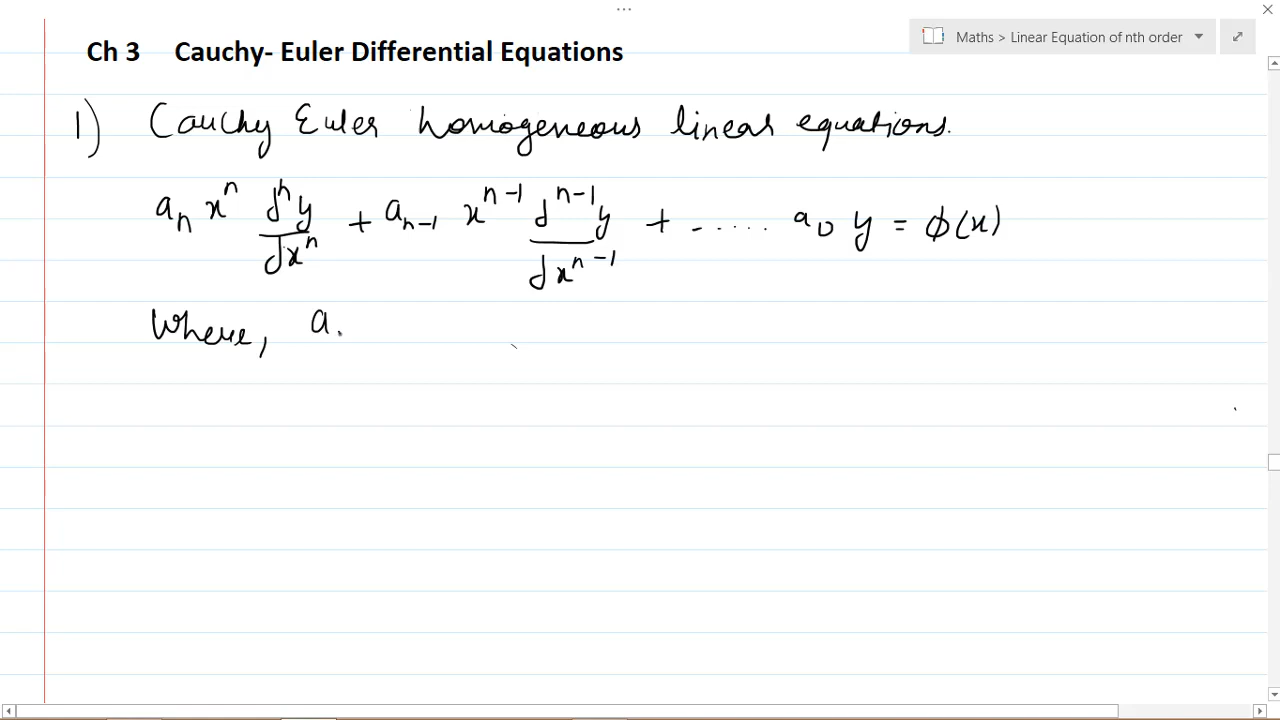 Maths > Linear Equation of nth order
Ch 3 Cauchy- Euler Differential Equations
1) Cauchy Euler homogeneous linear equations.
aₙ xⁿ dⁿy/dxⁿ + aₙ₋₁ xⁿ⁻¹ dⁿ⁻¹y/dxⁿ⁻¹ + ...... a₀ y = ϕ(x)
Where, a.